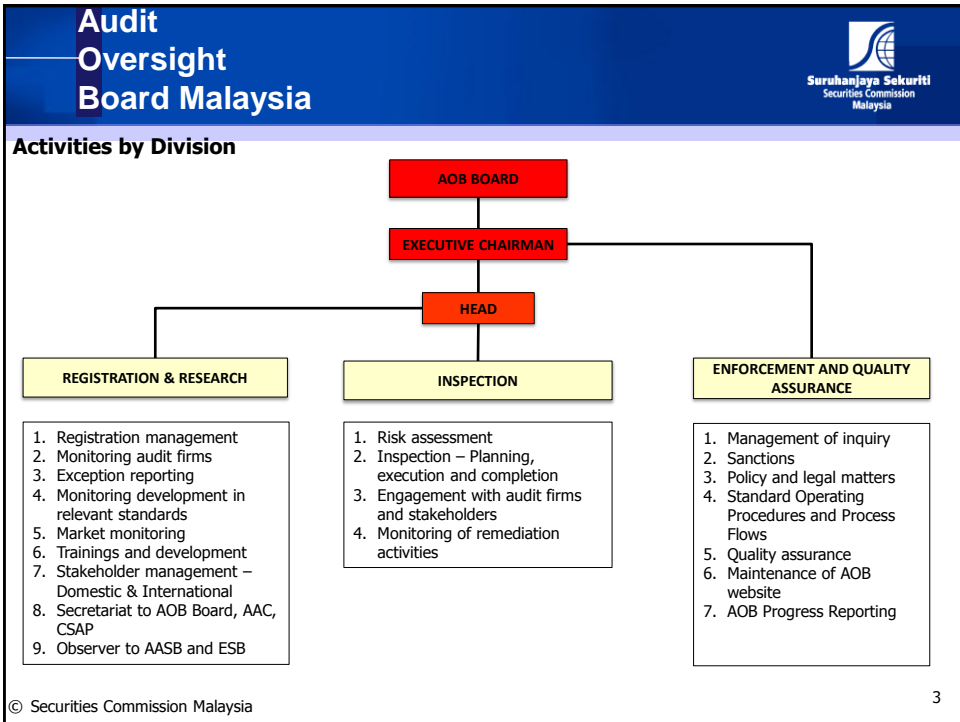 Audit
Oversight
Board Malaysia
Suruhanjaya Sekuriti
Securities Commission
Malaysia
Activities by Division
AOB BOARD
EXECUTIVE CHAIRMAN
HEAD
REGISTRATION & RESEARCH
1. Registration management
2. Monitoring audit firms
3. Exception reporting
4. Monitoring development in
relevant standards
5. Market monitoring
6. Trainings and development
7. Stakeholder management –
Domestic & International
8. Secretariat to AOB Board, AAC,
CSAP
9. Observer to AASB and ESB
INSPECTION
1. Risk assessment
2. Inspection – Planning,
execution and completion
3. Engagement with audit firms
and stakeholders
4. Monitoring of remediation
activities
ENFORCEMENT AND QUALITY
ASSURANCE
1. Management of inquiry
2. Sanctions
3. Policy and legal matters
4. Standard Operating
Procedures and Process
Flows
5. Quality assurance
6. Maintenance of AOB
website
7. AOB Progress Reporting
© Securities Commission Malaysia
3